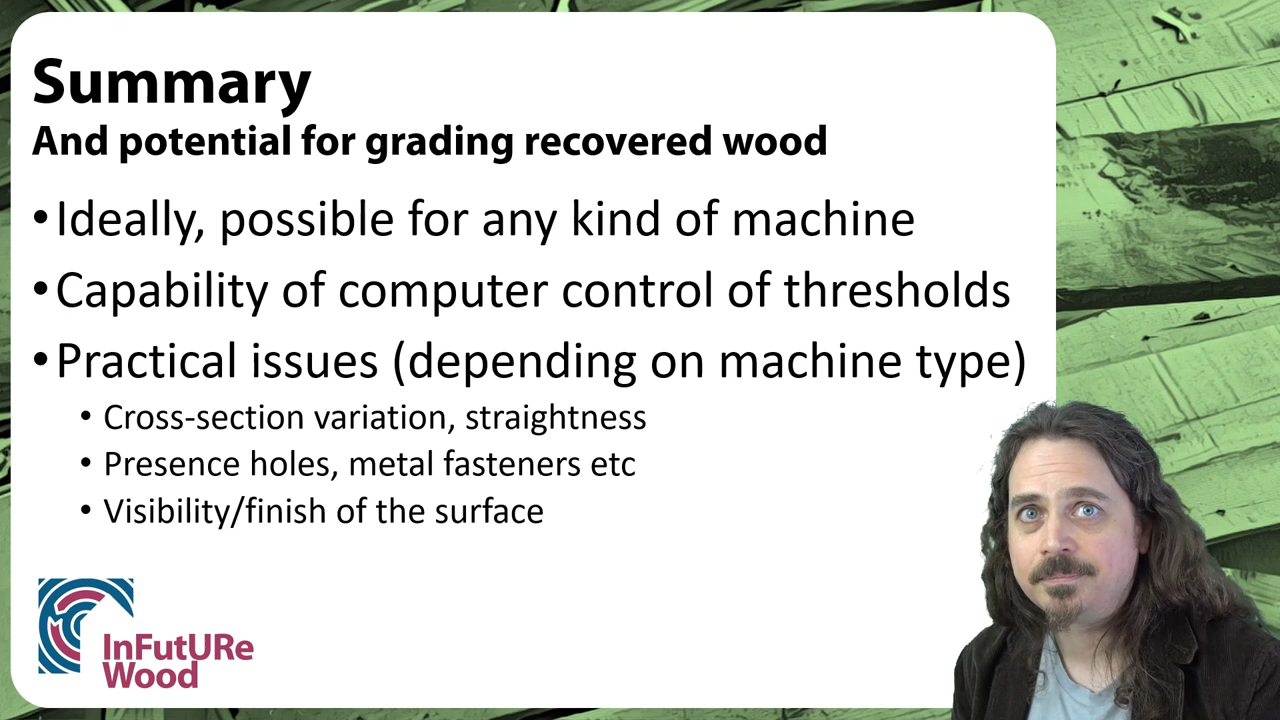 Summary
And potential for grading recovered wood
•Ideally, possible for any kind of machine
•Capability of computer control of thresholds
•Practical issues (depending on machine type)
• Cross-section variation, straightness
• Presence holes, metal fasteners etc
• Visibility/finish of the surface
InFutURe
Wood